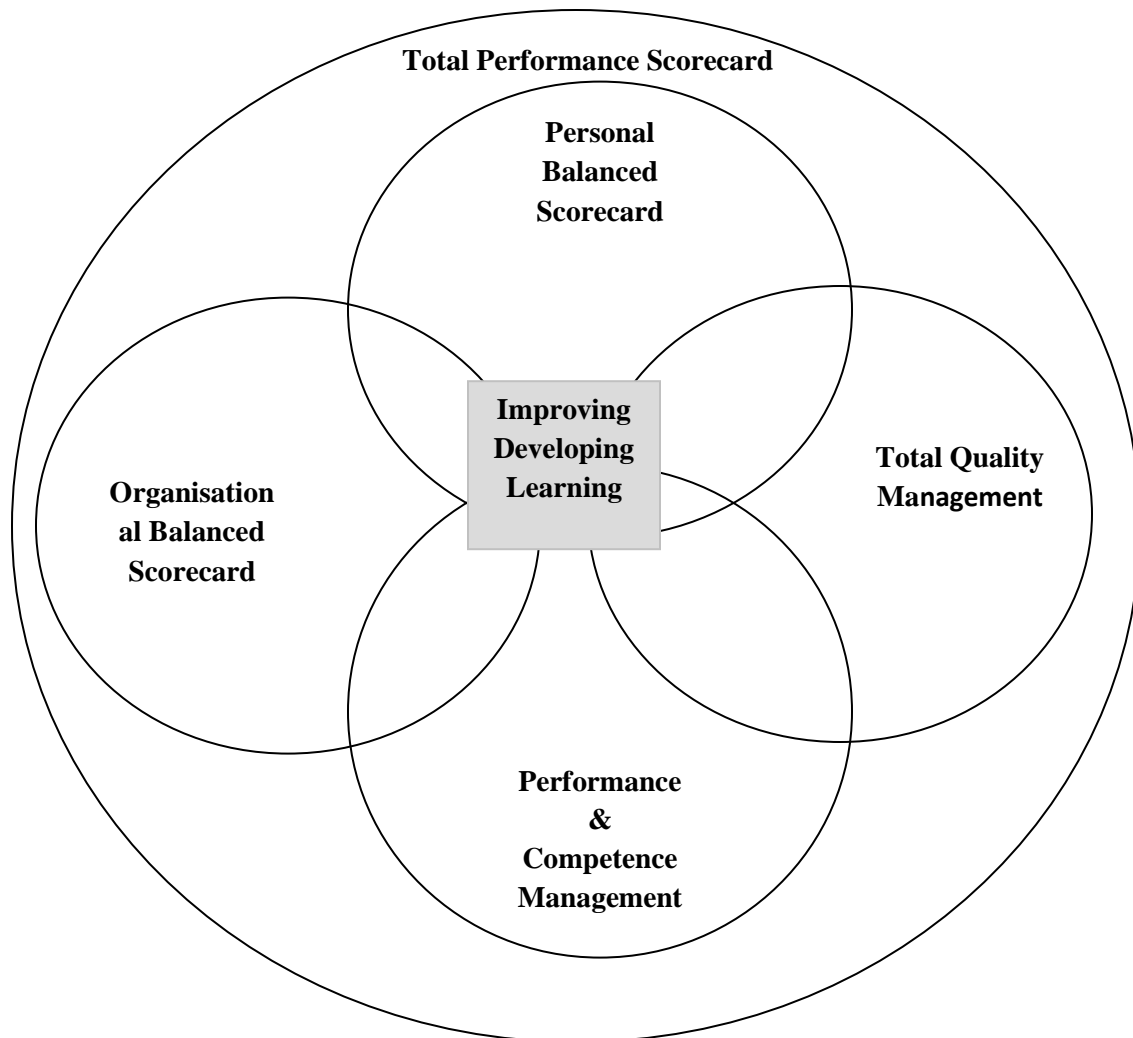 Total Performance Scorecard
Personal
Balanced
Scorecard
Improving
Developing
Learning
Total Quality
Management
Organisation
al Balanced
Scorecard
Performance
&
Competence
Management